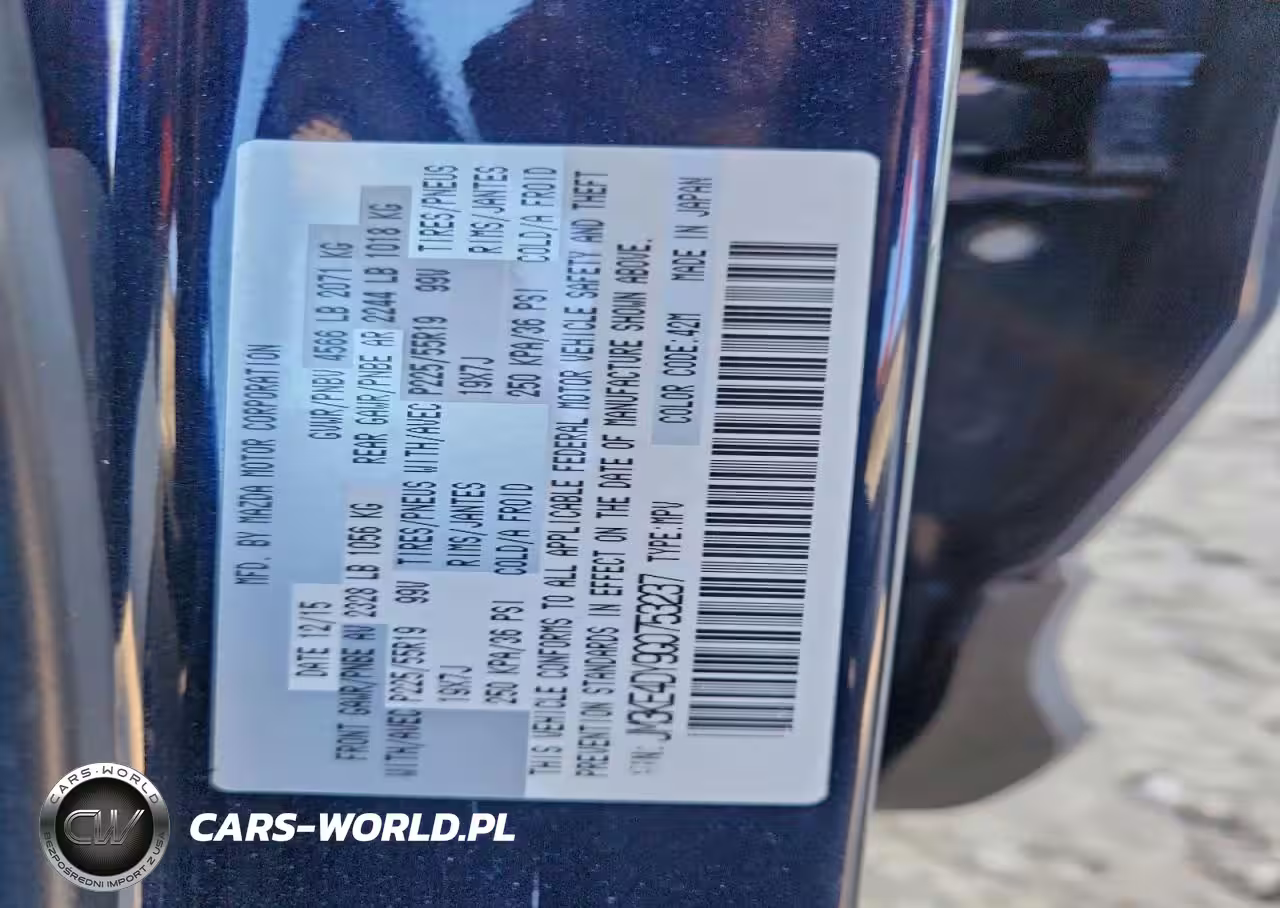 MFD. BY MAZDA MOTOR CORPORATION
DATE 12/15 GVWR/PNBV 4566 LB 2071 KG
FRONT GAWR/PNBE AV 2328 LB 1056 KG REAR GAWR/PNBE AR 2244 LB 1018 KG
WITH/AVEC P225/55R19 99V TIRES/PNEUS WITH/AVEC P225/55R19 99V TIRES/PNEUS
19X7J RIMS/JANTES 19X7J RIMS/JANTES
250 KPA/36 PSI COLD/A FROID 250 KPA/36 PSI COLD/A FROID
THIS VEHICLE CONFORMS TO ALL APPLICABLE FEDERAL MOTOR VEHICLE SAFETY AND THEFT
PREVENTION STANDARDS IN EFFECT ON THE DATE OF MANUFACTURE SHOWN ABOVE.
JM3KE4DY9G0753237 TYPE:MPV COLOR CODE:42M MADE IN JAPAN
CARS-WORLD
CW
BEZPOŚREDNI IMPORT Z USA
CARS-WORLD.PL